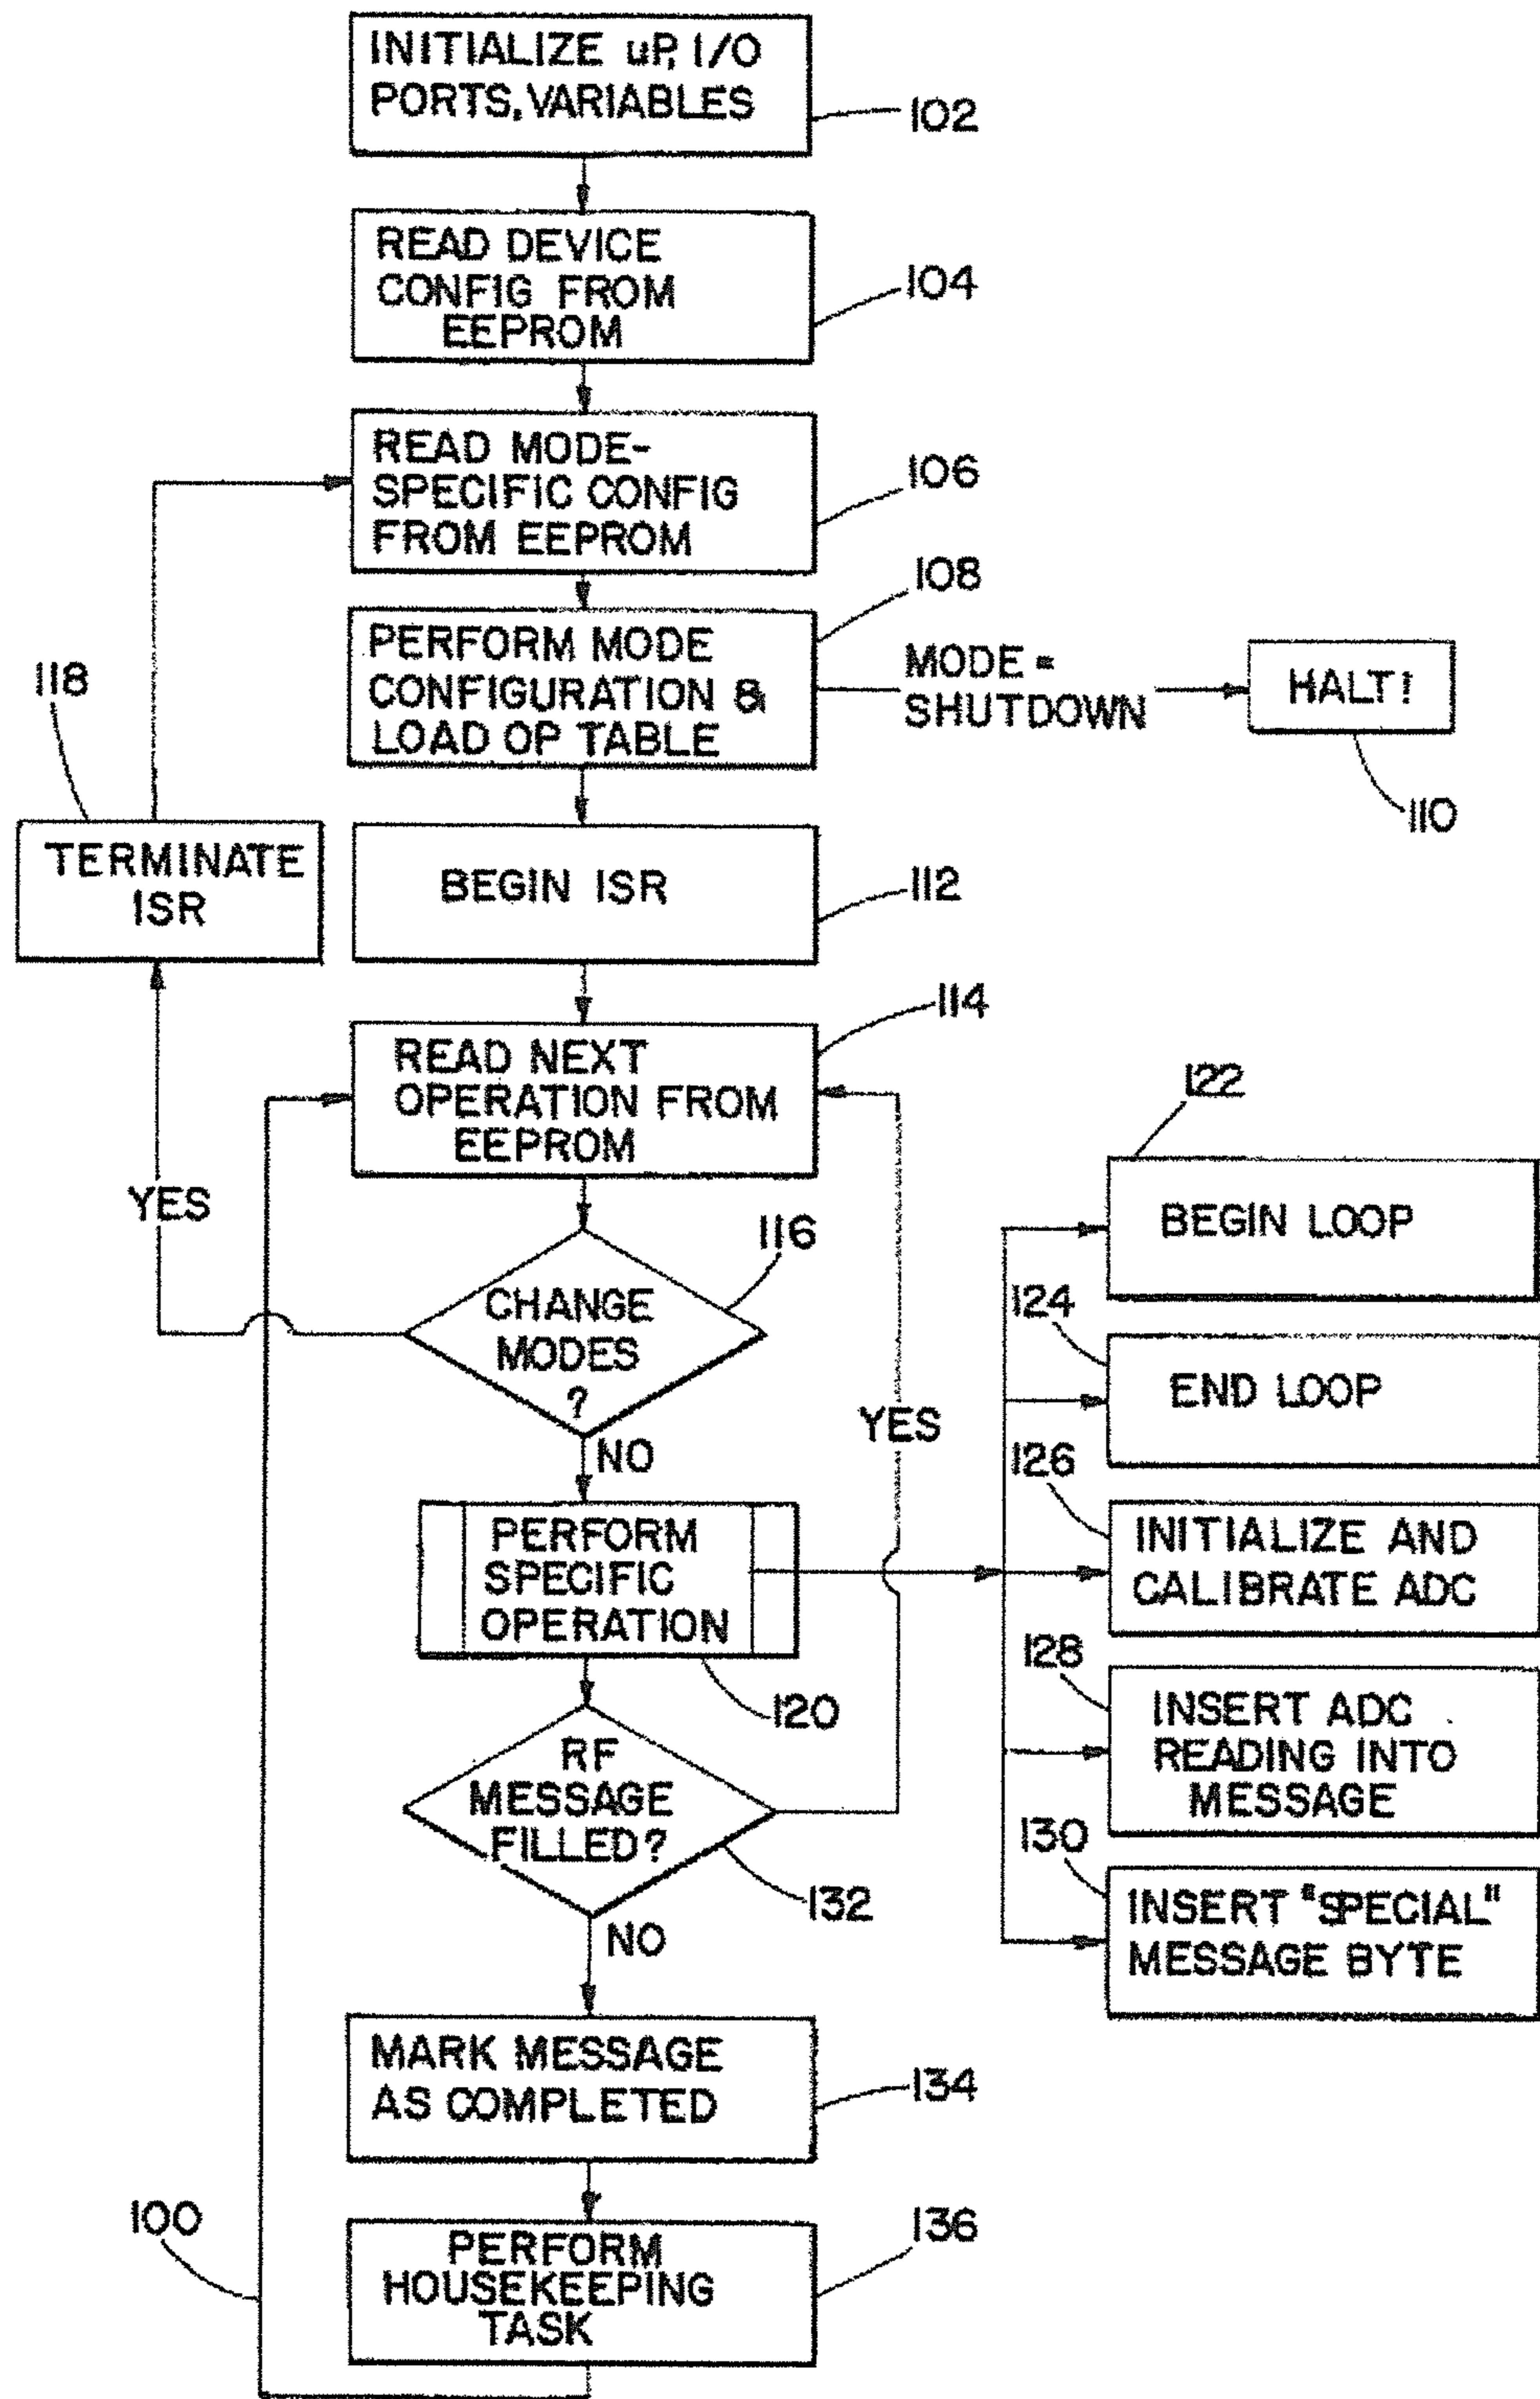 INITIALIZE uP, I/O
PORTS, VARIABLES
102
READ DEVICE
CONFIG FROM
EEPROM
104
READ MODE-
SPECIFIC CONFIG
FROM EEPROM
106
108
PERFORM MODE
CONFIGURATION &
LOAD OP TABLE
MODE =
SHUTDOWN
HALT!
110
118
TERMINATE
ISR
BEGIN ISR
112
114
READ NEXT
OPERATION FROM
EEPROM
YES
116
CHANGE
MODES
?
NO
YES
122
BEGIN LOOP
124
END LOOP
126
INITIALIZE AND
CALIBRATE ADC
PERFORM
SPECIFIC
OPERATION
120
128
INSERT ADC
READING INTO
MESSAGE
130
INSERT "SPECIAL"
MESSAGE BYTE
RF
MESSAGE
FILLED?
132
NO
MARK MESSAGE
AS COMPLETED
134
100
PERFORM
HOUSEKEEPING
TASK
136